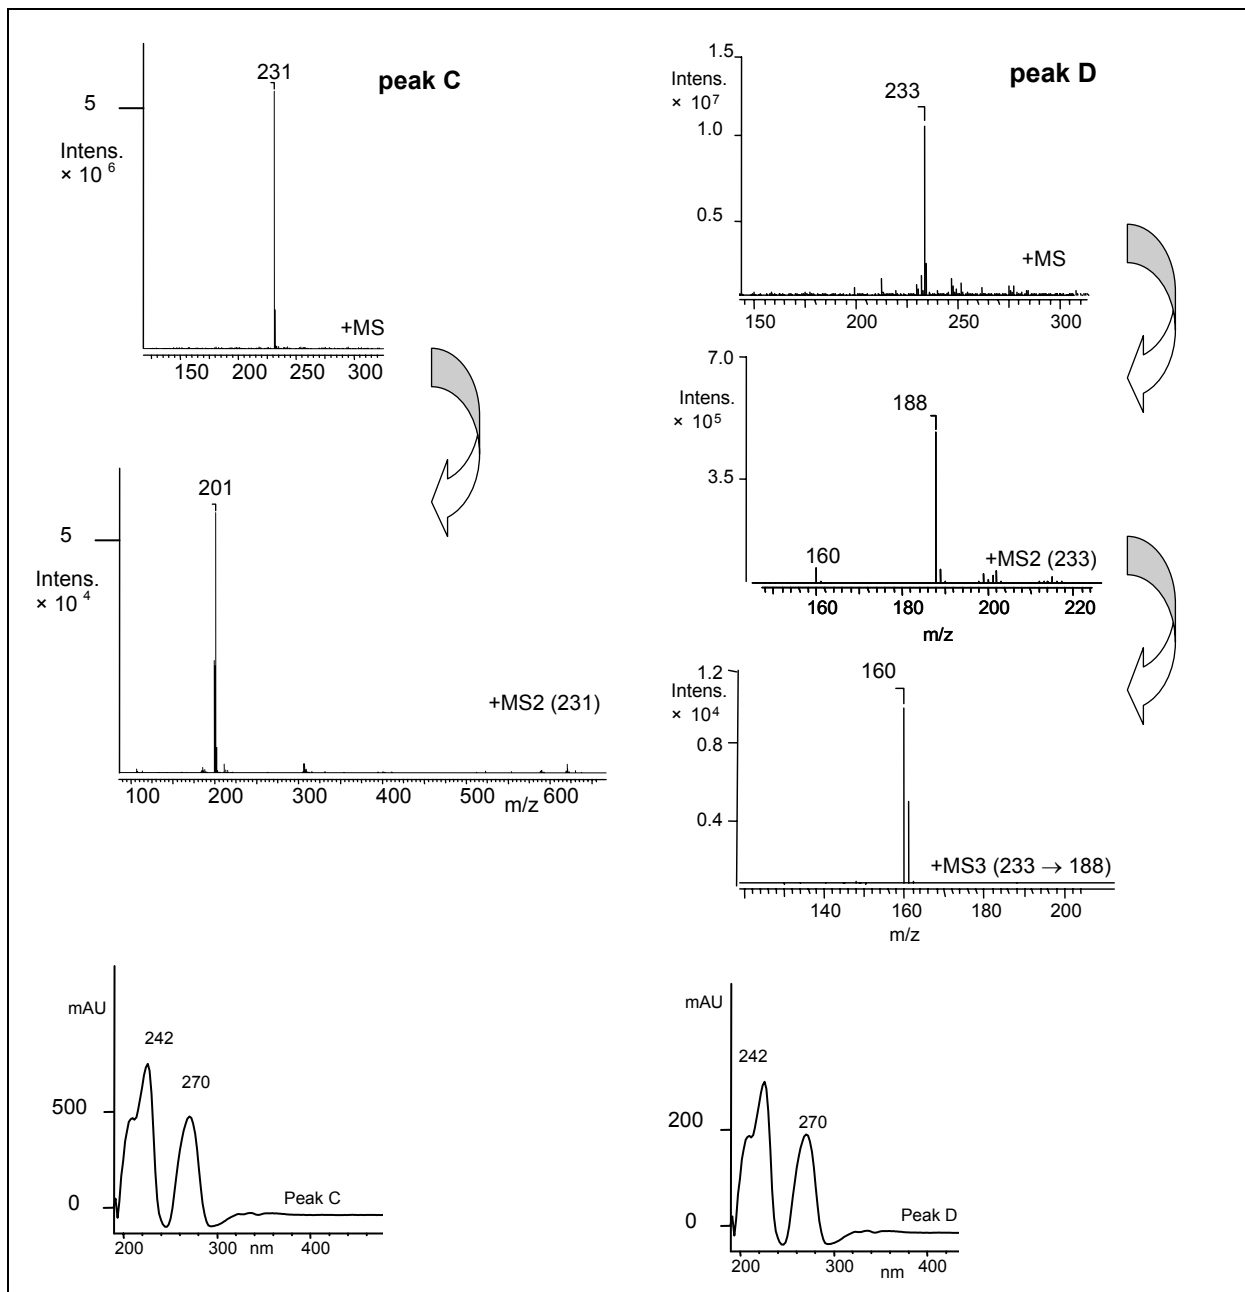 peak C
231
5
Intens.
× 10 6
+MS
150 200 250 300
201
5
Intens.
× 10 4
+MS2 (231)
100 200 300 400 500 600
m/z
peak D
1.5
Intens.
× 10 7
233
1.0
0.5
+MS
150 200 250 300
7.0
Intens.
× 10 5
188
3.5
160
+MS2 (233)
160 180 200 220
m/z
1.2
Intens.
× 10 4
160
0.8
0.4
+MS3 (233 → 188)
140 160 180 200
m/z
mAU
242
270
500
0
Peak C
200 nm 300 400
mAU
242
270
200
0
Peak D
200 300 nm 400